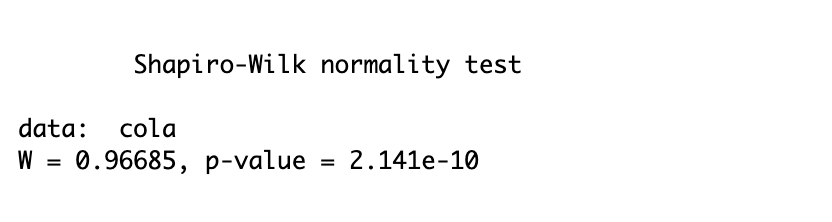 Shapiro-Wilk normality test
data:  cola
W = 0.96685, p-value = 2.141e-10